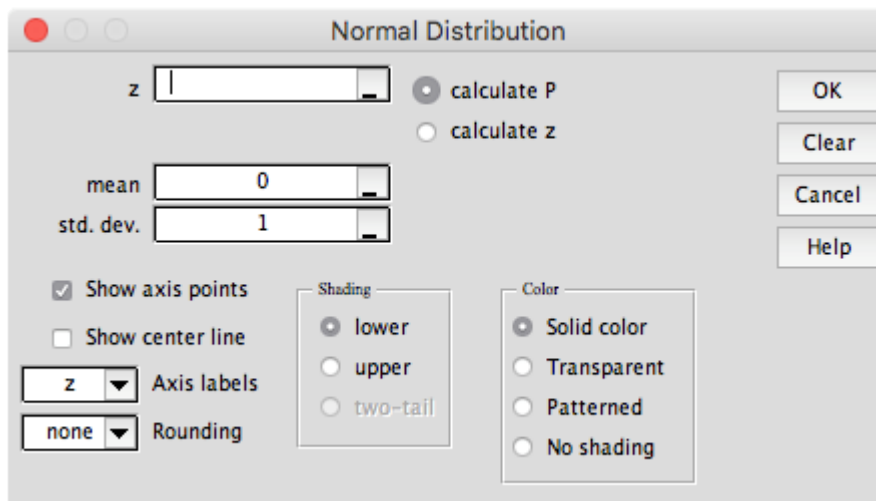 Normal Distribution
z
calculate P
OK
calculate z
Clear
mean 0
Cancel
std. dev. 1
Help
Show axis points
Show center line
z Axis labels
none Rounding
Shading
lower
upper
two-tail
Color
Solid color
Transparent
Patterned
No shading